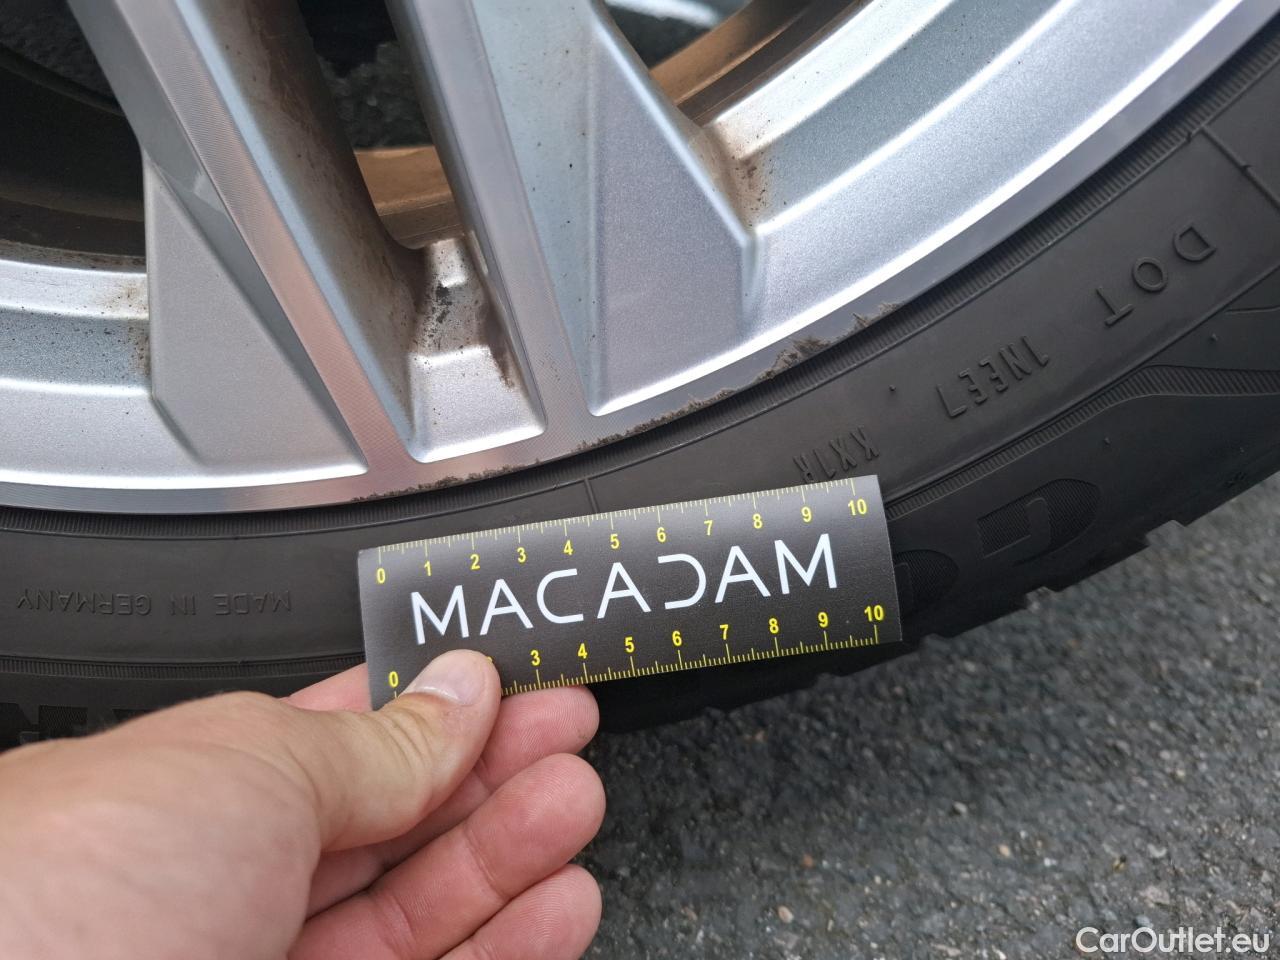 DOT
1NEE7
KX1R
MADE IN GERMANY
0 1 2 3 4 5 6 7 8 9 10
MACADAM
0 3 4 5 6 7 8 9 10
CarOutlet.eu